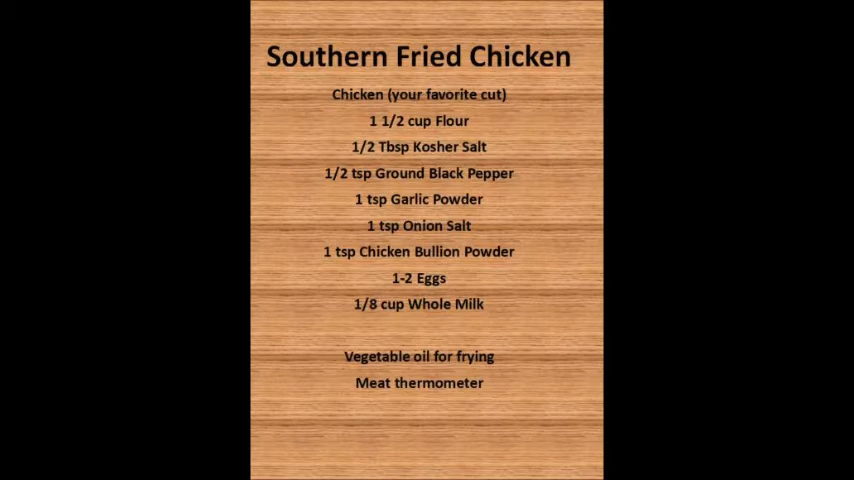 Southern Fried Chicken
Chicken (your favorite cut)
1 1/2 cup Flour
1/2 Tbsp Kosher Salt
1/2 tsp Ground Black Pepper
1 tsp Garlic Powder
1 tsp Onion Salt
1 tsp Chicken Bullion Powder
1-2 Eggs
1/8 cup Whole Milk
Vegetable oil for frying
Meat thermometer